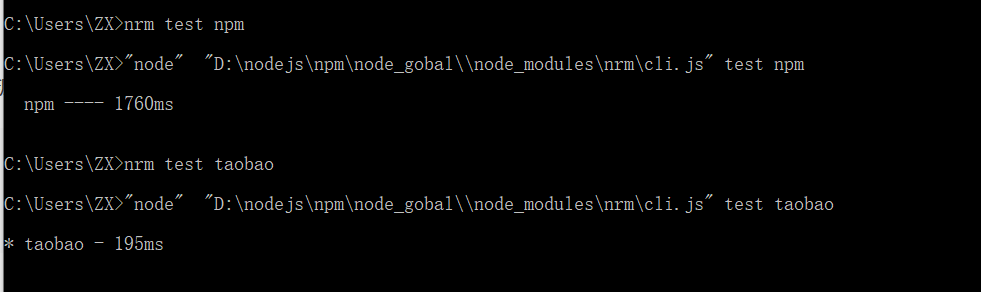 C:\Users\ZX>nrm test npm
C:\Users\ZX>"node"  "D:\nodejs\npm\node_gobal\\node_modules\nrm\cli.js" test npm
npm ---- 1760ms
C:\Users\ZX>nrm test taobao
C:\Users\ZX>"node"  "D:\nodejs\npm\node_gobal\\node_modules\nrm\cli.js" test taobao
* taobao - 195ms